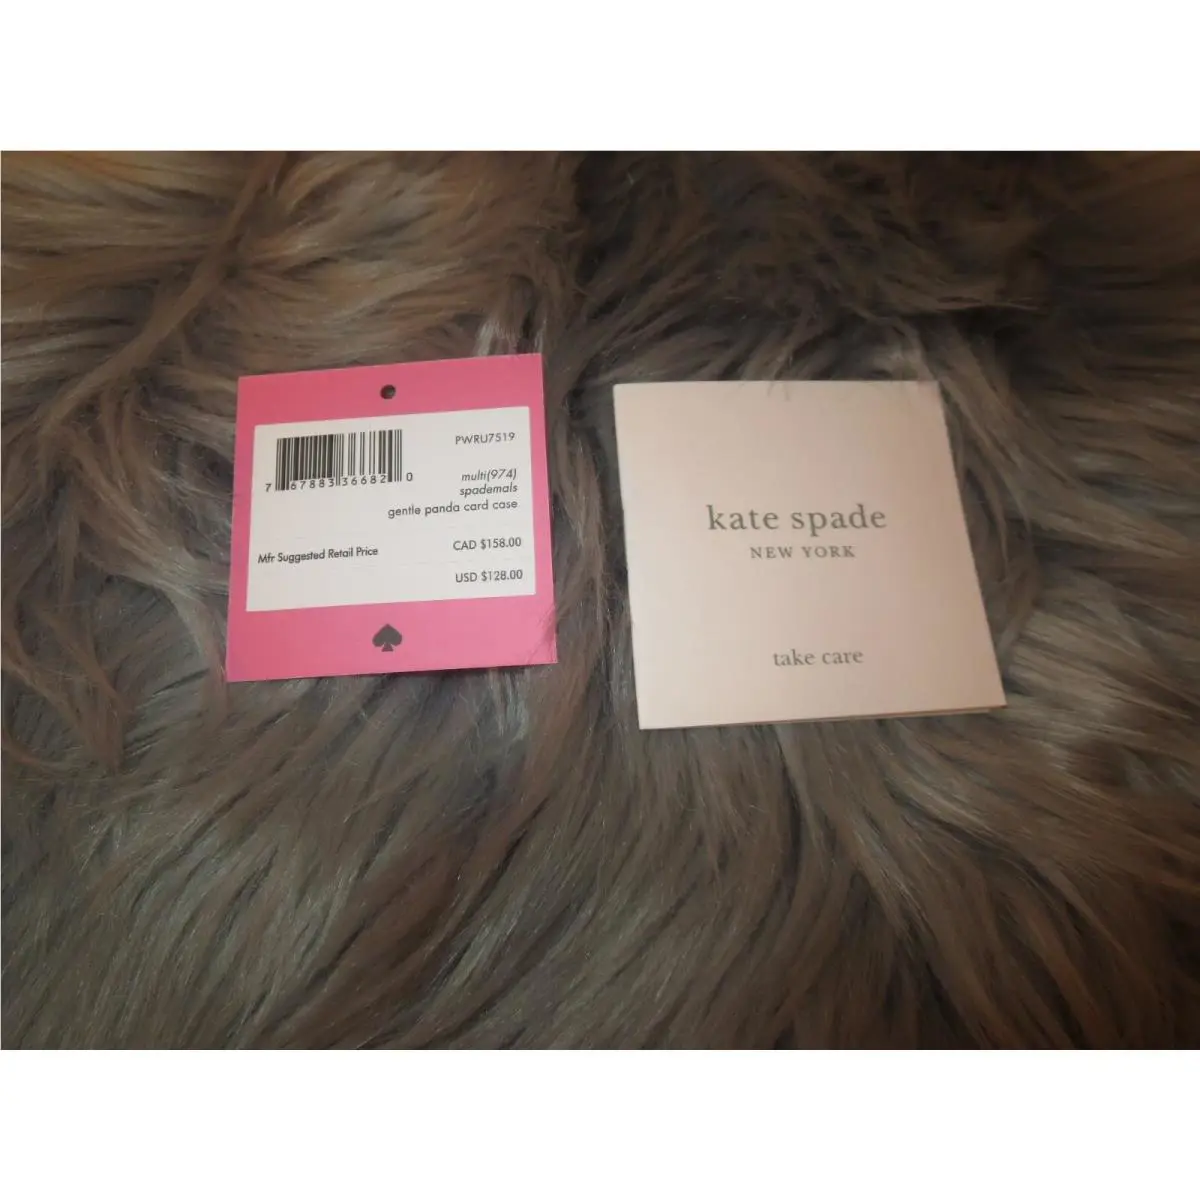 PWRU7519
7 67883 36682 0
multi(974)
spademals
gentle panda card case
Mfr Suggested Retail Price
CAD $158.00
USD $128.00
kate spade
NEW YORK
take care